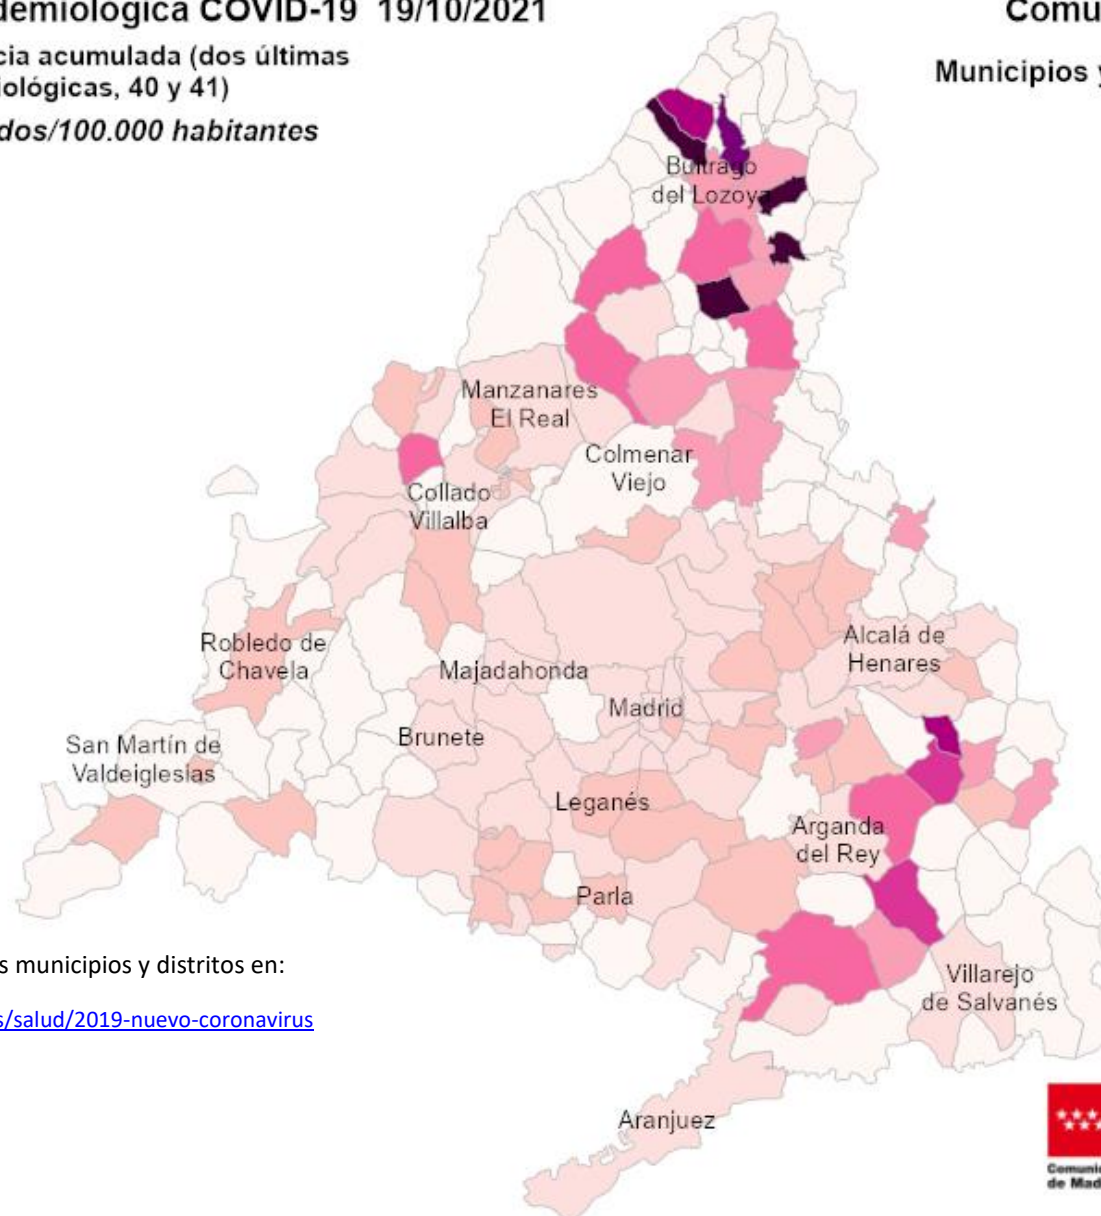 demiológica COVID-19 19/10/2021
Comu
cia acumulada (dos últimas
iológicas, 40 y 41)
Municipios y
dos/100.000 habitantes
Buitrago
del Lozoya
Manzanares
El Real
Colmenar
Viejo
Collado
Villalba
Robledo de
Chavela
Majadahonda
Alcalá de
Henares
Madrid
Brunete
San Martín de
Valdeiglesias
Leganés
Arganda
del Rey
Parla
s municipios y distritos en:
Villarejo
de Salvanés
s/salud/2019-nuevo-coronavirus
Aranjuez
Comunid
de Mad